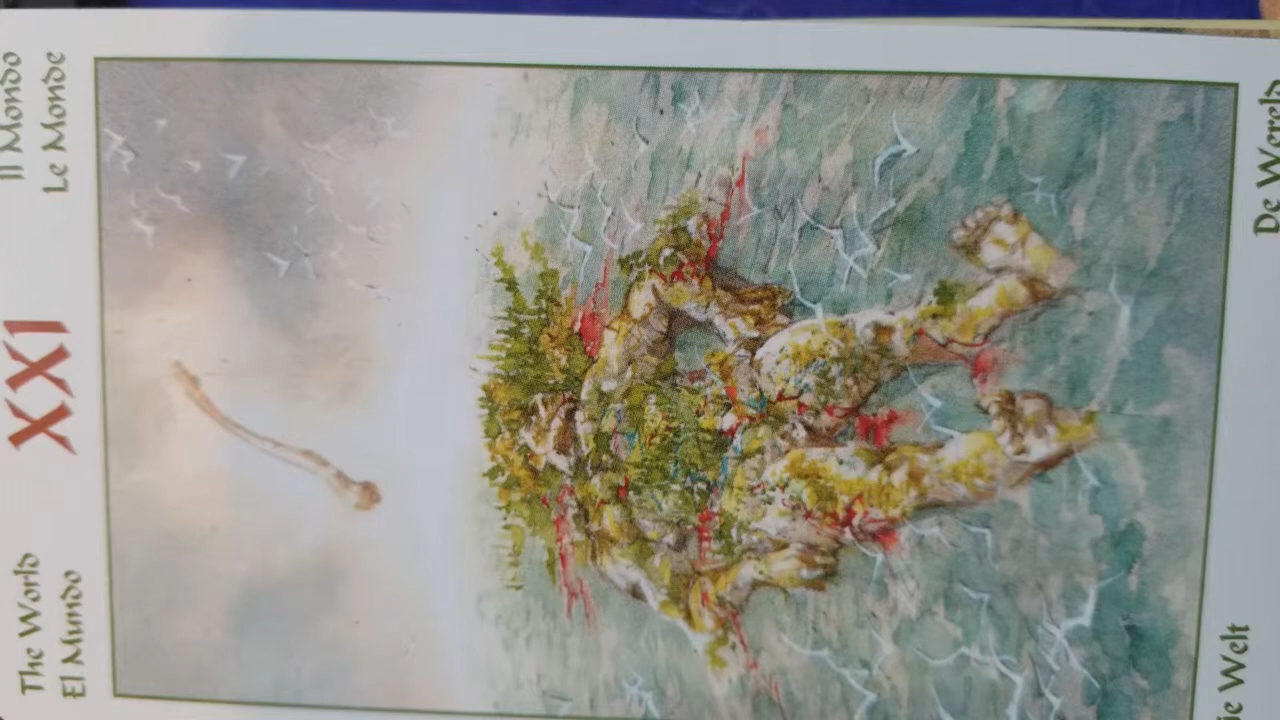 The World
El Mundo
XXI
Il Mondo
Le Monde
Die Welt
De Wereld